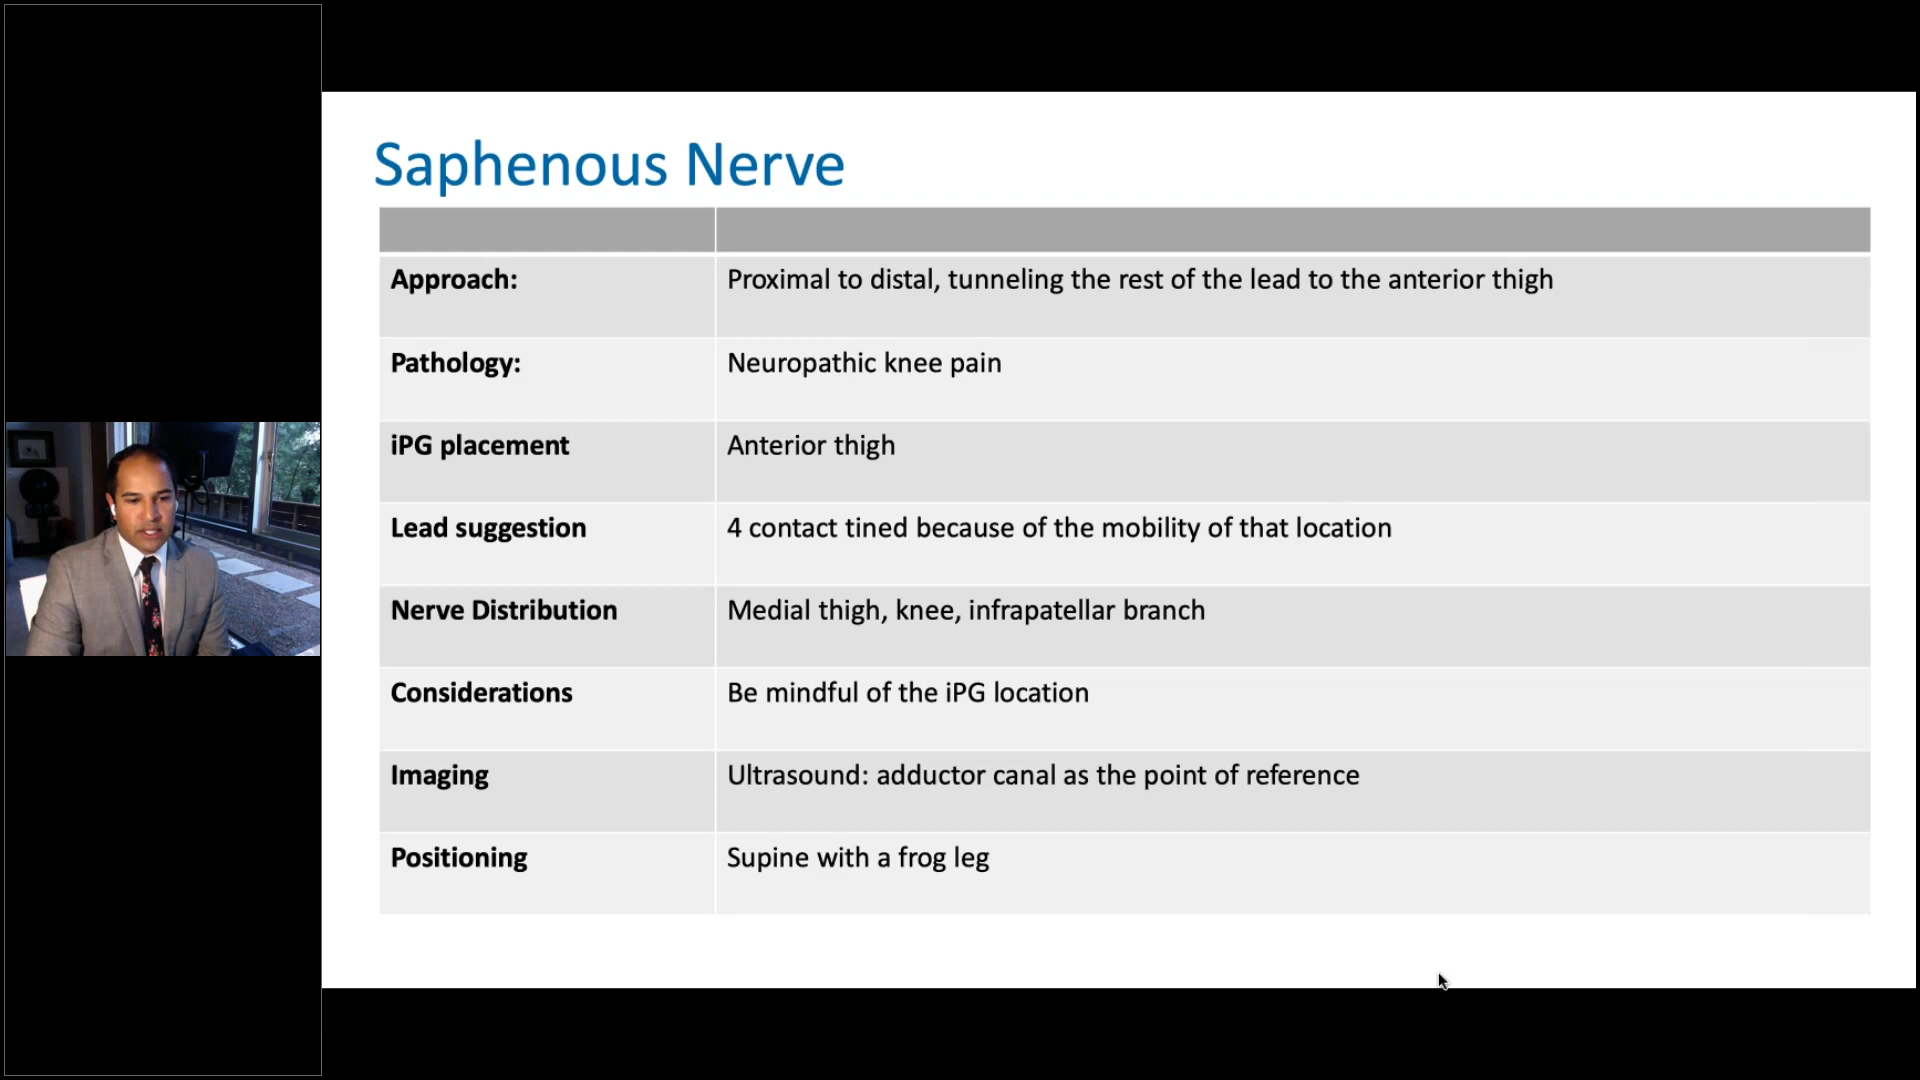 Saphenous Nerve
Approach: Proximal to distal, tunneling the rest of the lead to the anterior thigh
Pathology: Neuropathic knee pain
iPG placement Anterior thigh
Lead suggestion 4 contact tined because of the mobility of that location
Nerve Distribution Medial thigh, knee, infrapatellar branch
Considerations Be mindful of the iPG location
Imaging Ultrasound: adductor canal as the point of reference
Positioning Supine with a frog leg